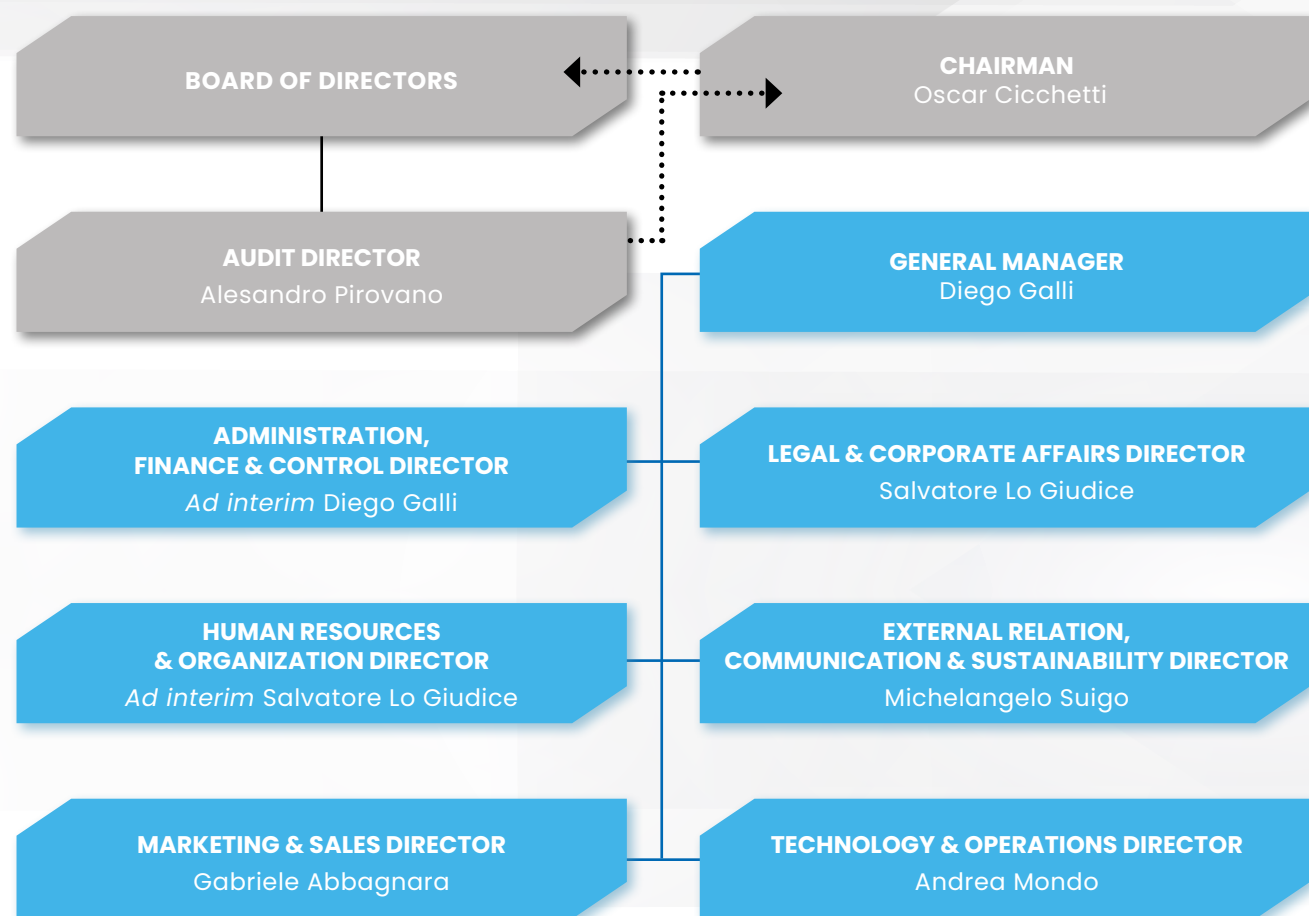 BOARD OF DIRECTORS
CHAIRMAN
Oscar Cicchetti
AUDIT DIRECTOR
Alesandro Pirovano
GENERAL MANAGER
Diego Galli
ADMINISTRATION,
FINANCE & CONTROL DIRECTOR
Ad interim Diego Galli
LEGAL & CORPORATE AFFAIRS DIRECTOR
Salvatore Lo Giudice
HUMAN RESOURCES
& ORGANIZATION DIRECTOR
Ad interim Salvatore Lo Giudice
EXTERNAL RELATION,
COMMUNICATION & SUSTAINABILITY DIRECTOR
Michelangelo Suigo
MARKETING & SALES DIRECTOR
Gabriele Abbagnara
TECHNOLOGY & OPERATIONS DIRECTOR
Andrea Mondo